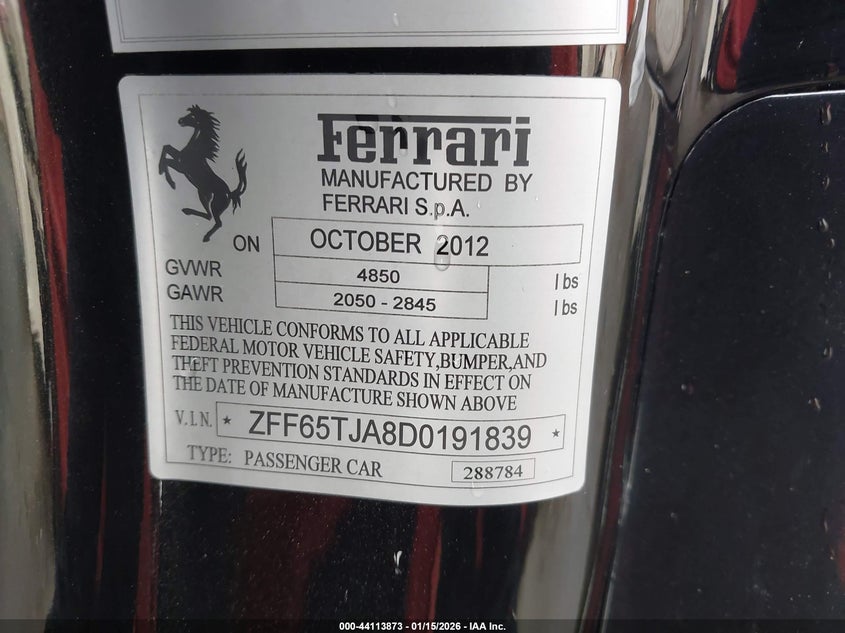 Ferrari
MANUFACTURED BY
FERRARI S.p.A.
ON OCTOBER 2012
GVWR 4850 lbs
GAWR 2050 - 2845 lbs
THIS VEHICLE CONFORMS TO ALL APPLICABLE
FEDERAL MOTOR VEHICLE SAFETY,BUMPER,AND
THEFT PREVENTION STANDARDS IN EFFECT ON
THE DATE OF MANUFACTURE SHOWN ABOVE
V.I.N. * ZFF65TJA8D0191839 *
TYPE: PASSENGER CAR 288784
000-44113873 - 01/15/2026 - IAA Inc.